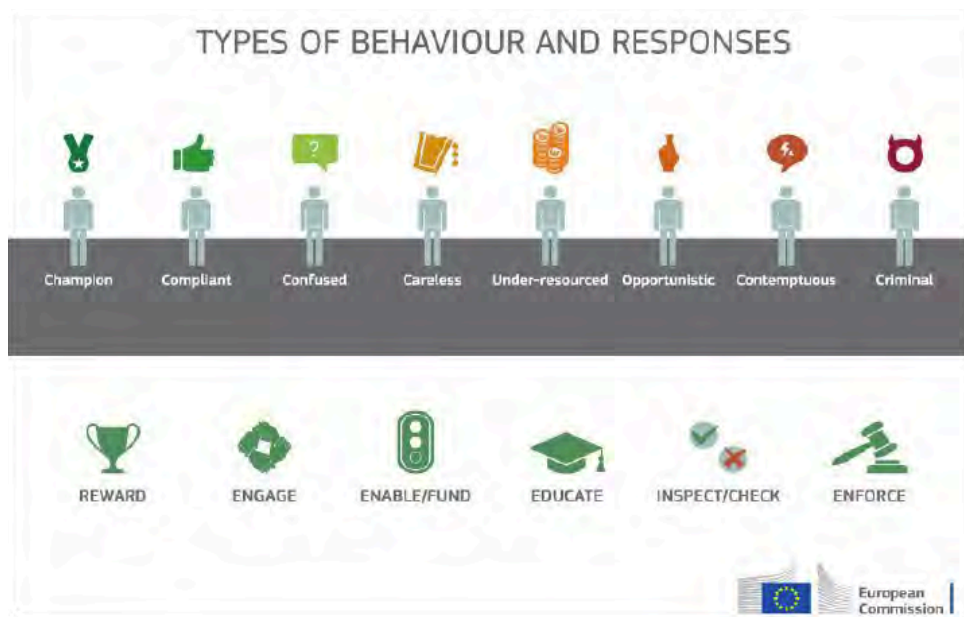 TYPES OF BEHAVIOUR AND RESPONSES
?
Champion Compliant Confused Careless Under-resourced Opportunistic Contemptuous Criminal
REWARD ENGAGE ENABLE/FUND EDUCATE INSPECT/CHECK ENFORCE
European
Commission